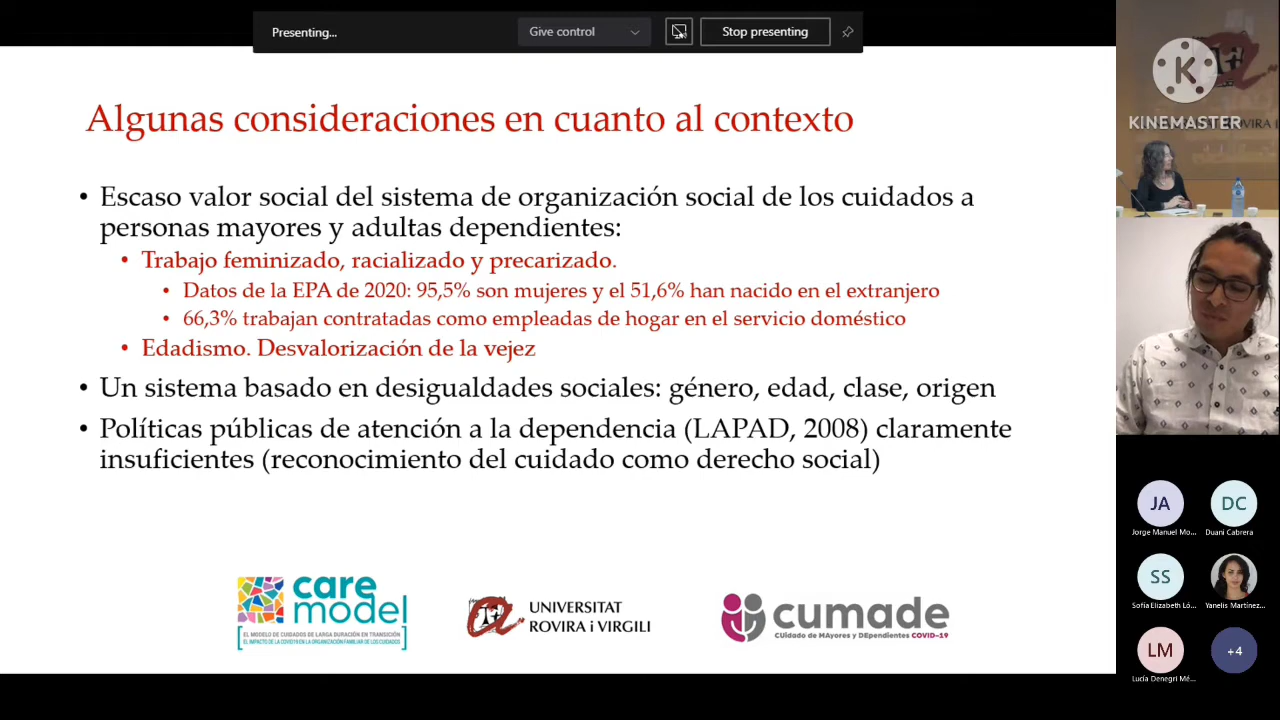 Presenting...
Give control
Stop presenting
Algunas consideraciones en cuanto al contexto
• Escaso valor social del sistema de organización social de los cuidados a
personas mayores y adultas dependientes:
• Trabajo feminizado, racializado y precarizado.
• Datos de la EPA de 2020: 95,5% son mujeres y el 51,6% han nacido en el extranjero
• 66,3% trabajan contratadas como empleadas de hogar en el servicio doméstico
• Edadismo. Desvalorización de la vejez
• Un sistema basado en desigualdades sociales: género, edad, clase, origen
• Políticas públicas de atención a la dependencia (LAPAD, 2008) claramente
insuficientes (reconocimiento del cuidado como derecho social)
care
model
EL MODELO DE CUIDADOS DE LARGA DURACIÓN EN TRANSICIÓN
EL IMPACTO DE LA COVID19 EN LA ORGANIZACIÓN FAMILIAR DE LOS CUIDADOS
UNIVERSITAT
ROVIRA i VIRGILI
cumade
CUidado de MAyores y DEpendientes COVID-19
K
KINEMASTER
JA
Jorge Manuel Mo...
DC
Duani Cabrera
SS
Sofía Elizabeth Ló...
Yanelis Martínez...
LM
Lucía Denegri Mé...
+4